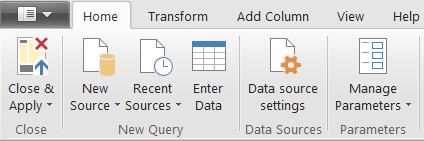 Home Transform Add Column View Help
Close & Apply
New Source
Recent Sources
Enter Data
Data source settings
Manage Parameters
Close New Query Data Sources Parameters